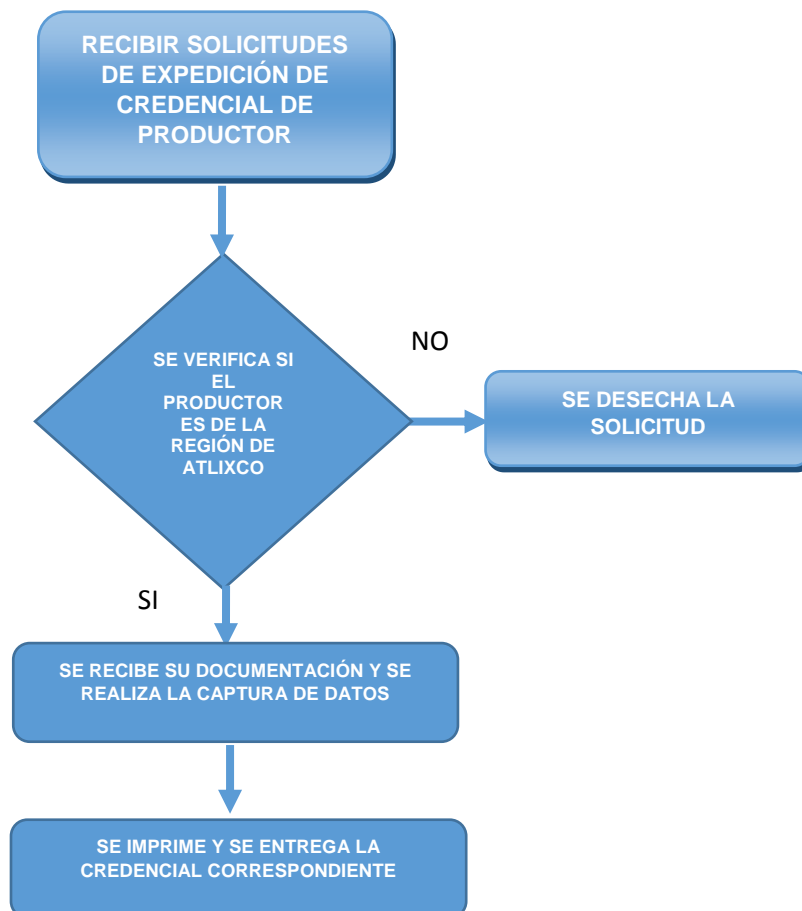 RECIBIR SOLICITUDES
DE EXPEDICIÓN DE
CREDENCIAL DE
PRODUCTOR
SE VERIFICA SI
EL
PRODUCTOR
ES DE LA
REGIÓN DE
ATLIXCO
NO
SE DESECHA LA
SOLICITUD
SI
SE RECIBE SU DOCUMENTACIÓN Y SE
REALIZA LA CAPTURA DE DATOS
SE IMPRIME Y SE ENTREGA LA
CREDENCIAL CORRESPONDIENTE